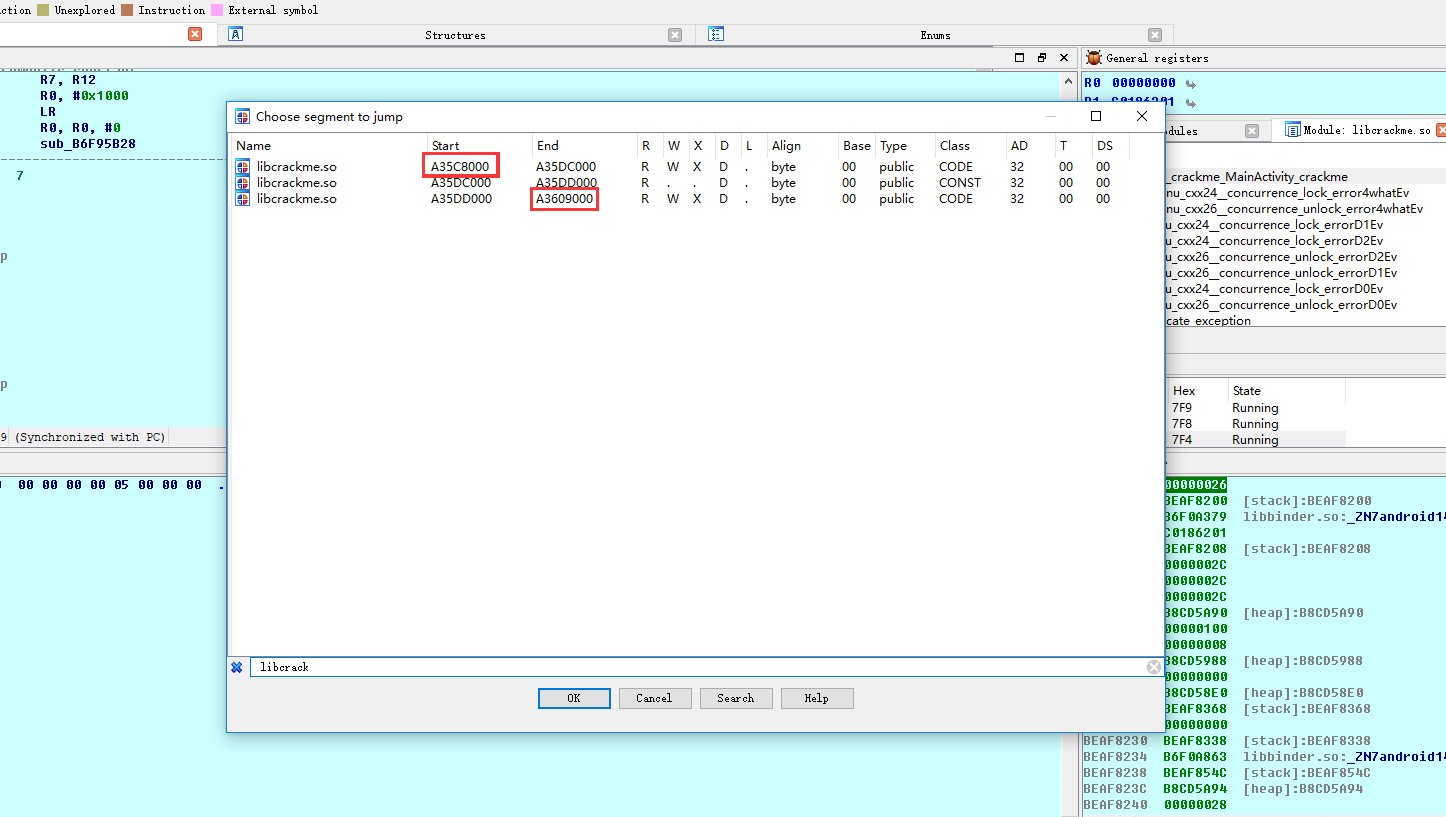 ction Unexplored Instruction External symbol
Structures Enums
R7, R12
R0, #0x1000
LR
R0, R0, #0
sub_B6F95B28
7
p
p
9 (Synchronized with PC)
00 00 00 00 05 00 00 00 .
Choose segment to jump
Name Start End R W X D L Align Base Type Class AD T DS
libcrackme.so A35C8000 A35DC000 R W X D . byte 00 public CODE 32 00 00
libcrackme.so A35DC000 A35DD000 R . . D . byte 00 public CONST 32 00 00
libcrackme.so A35DD000 A3609000 R W X D . byte 00 public CODE 32 00 00
libcrack
OK Cancel Search Help
General registers
R0 00000000
R1 C0186201
dules Module: libcrackme.so
_crackme_MainActivity_crackme
nu_cxx24__concurrence_lock_error4whatEv
nu_cxx26__concurrence_unlock_error4whatEv
u_cxx24__concurrence_lock_errorD1Ev
u_cxx24__concurrence_lock_errorD2Ev
u_cxx26__concurrence_unlock_errorD2Ev
u_cxx26__concurrence_unlock_errorD1Ev
u_cxx24__concurrence_lock_errorD0Ev
u_cxx26__concurrence_unlock_errorD0Ev
cate_exception
Hex State
7F9 Running
7F8 Running
7F4 Running
00000026
BEAF8200 [stack]:BEAF8200
B6F0A379 libbinder.so:_ZN7android14
C0186201
BEAF8208 [stack]:BEAF8208
0000002C
0000002C
0000002C
B8CD5A90 [heap]:B8CD5A90
00000100
00000008
B8CD5988 [heap]:B8CD5988
00000000
B8CD58E0 [heap]:B8CD58E0
BEAF8368 [stack]:BEAF8368
00000000
BEAF8230 BEAF8338 [stack]:BEAF8338
BEAF8234 B6F0A863 libbinder.so:_ZN7android14
BEAF8238 BEAF854C [stack]:BEAF854C
BEAF823C B8CD5A94 [heap]:B8CD5A94
BEAF8240 00000028